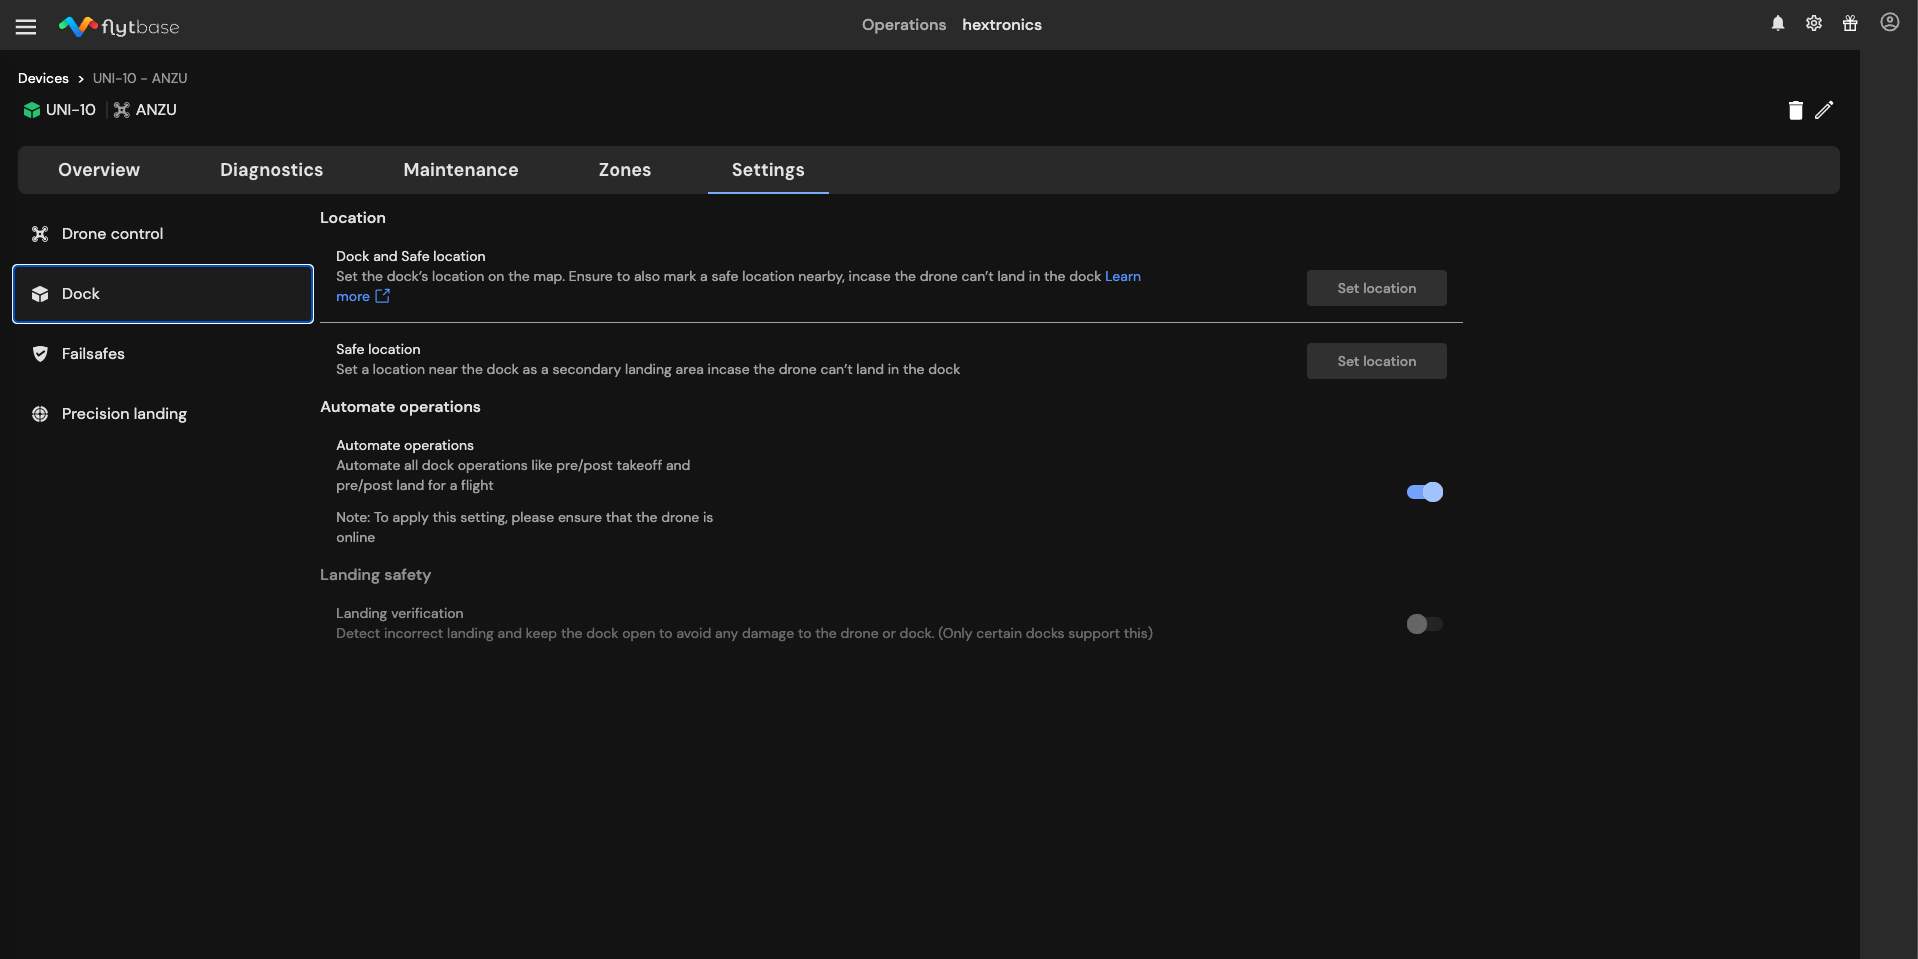 flytbase
Operations hextronics
Devices > UNI-10 - ANZU
UNI-10 | ANZU
Overview Diagnostics Maintenance Zones Settings
Drone control
Dock
Failsafes
Precision landing
Location
Dock and Safe location
Set the dock’s location on the map. Ensure to also mark a safe location nearby, incase the drone can’t land in the dock Learn
more
Set location
Safe location
Set a location near the dock as a secondary landing area incase the drone can’t land in the dock
Set location
Automate operations
Automate operations
Automate all dock operations like pre/post takeoff and
pre/post land for a flight
Note: To apply this setting, please ensure that the drone is
online
Landing safety
Landing verification
Detect incorrect landing and keep the dock open to avoid any damage to the drone or dock. (Only certain docks support this)